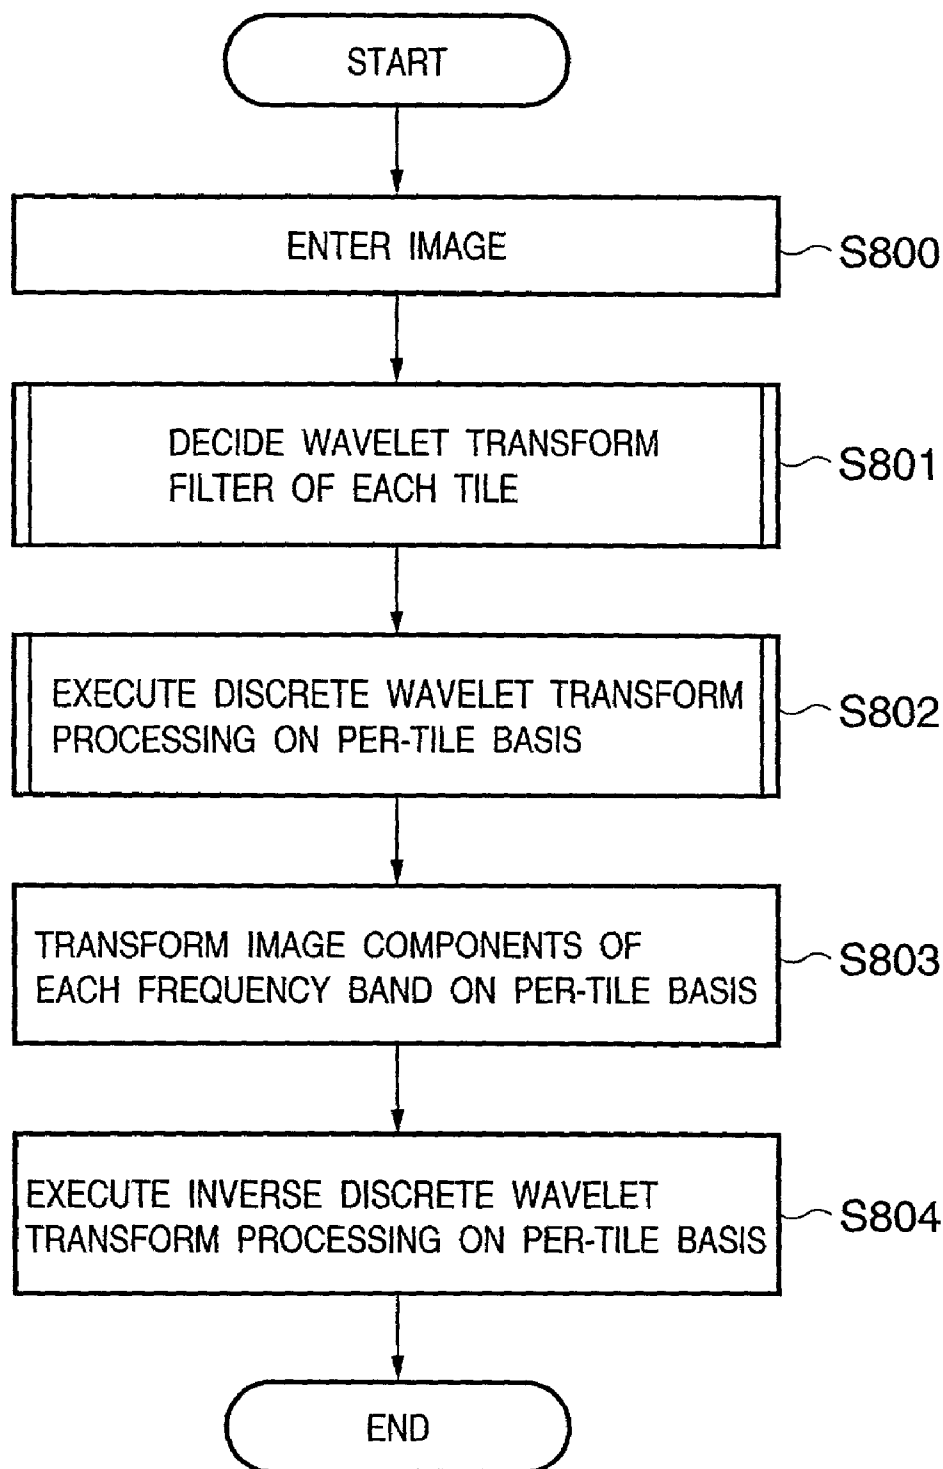 START
ENTER IMAGE
S800
DECIDE WAVELET TRANSFORM
FILTER OF EACH TILE
S801
EXECUTE DISCRETE WAVELET TRANSFORM
PROCESSING ON PER-TILE BASIS
S802
TRANSFORM IMAGE COMPONENTS OF
EACH FREQUENCY BAND ON PER-TILE BASIS
S803
EXECUTE INVERSE DISCRETE WAVELET
TRANSFORM PROCESSING ON PER-TILE BASIS
S804
END